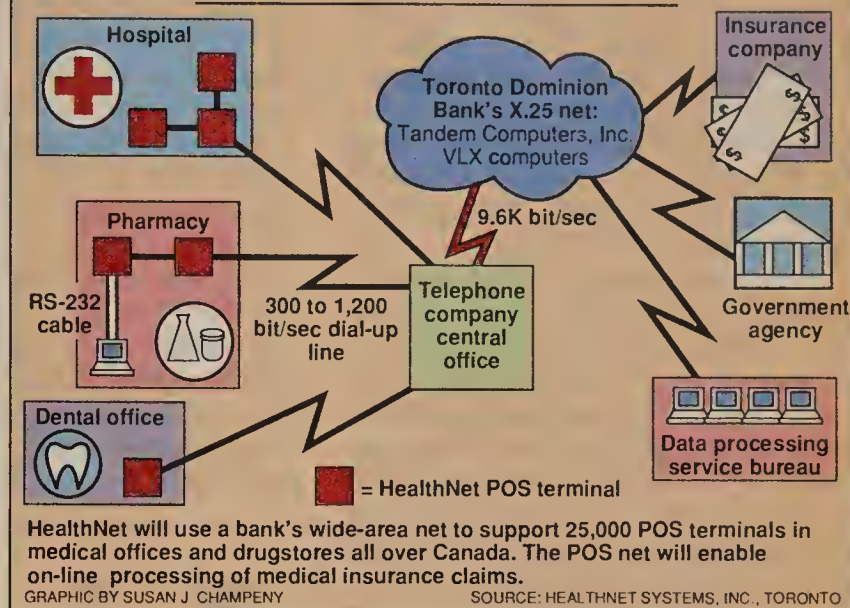 Hospital
Insurance
company
Toronto Dominion
Bank's X.25 net:
Tandem Computers, Inc.
VLX computers
$
$
$
$
9.6K bit/sec
Pharmacy
RS-232
cable
300 to 1,200
bit/sec dial-up
line
Telephone
company
central
office
Government
agency
Dental office
Data processing
service bureau
= HealthNet POS terminal
HealthNet will use a bank's wide-area net to support 25,000 POS terminals in
medical offices and drugstores all over Canada. The POS net will enable
on-line processing of medical insurance claims.
GRAPHIC BY SUSAN J CHAMPENY
SOURCE: HEALTHNET SYSTEMS, INC., TORONTO